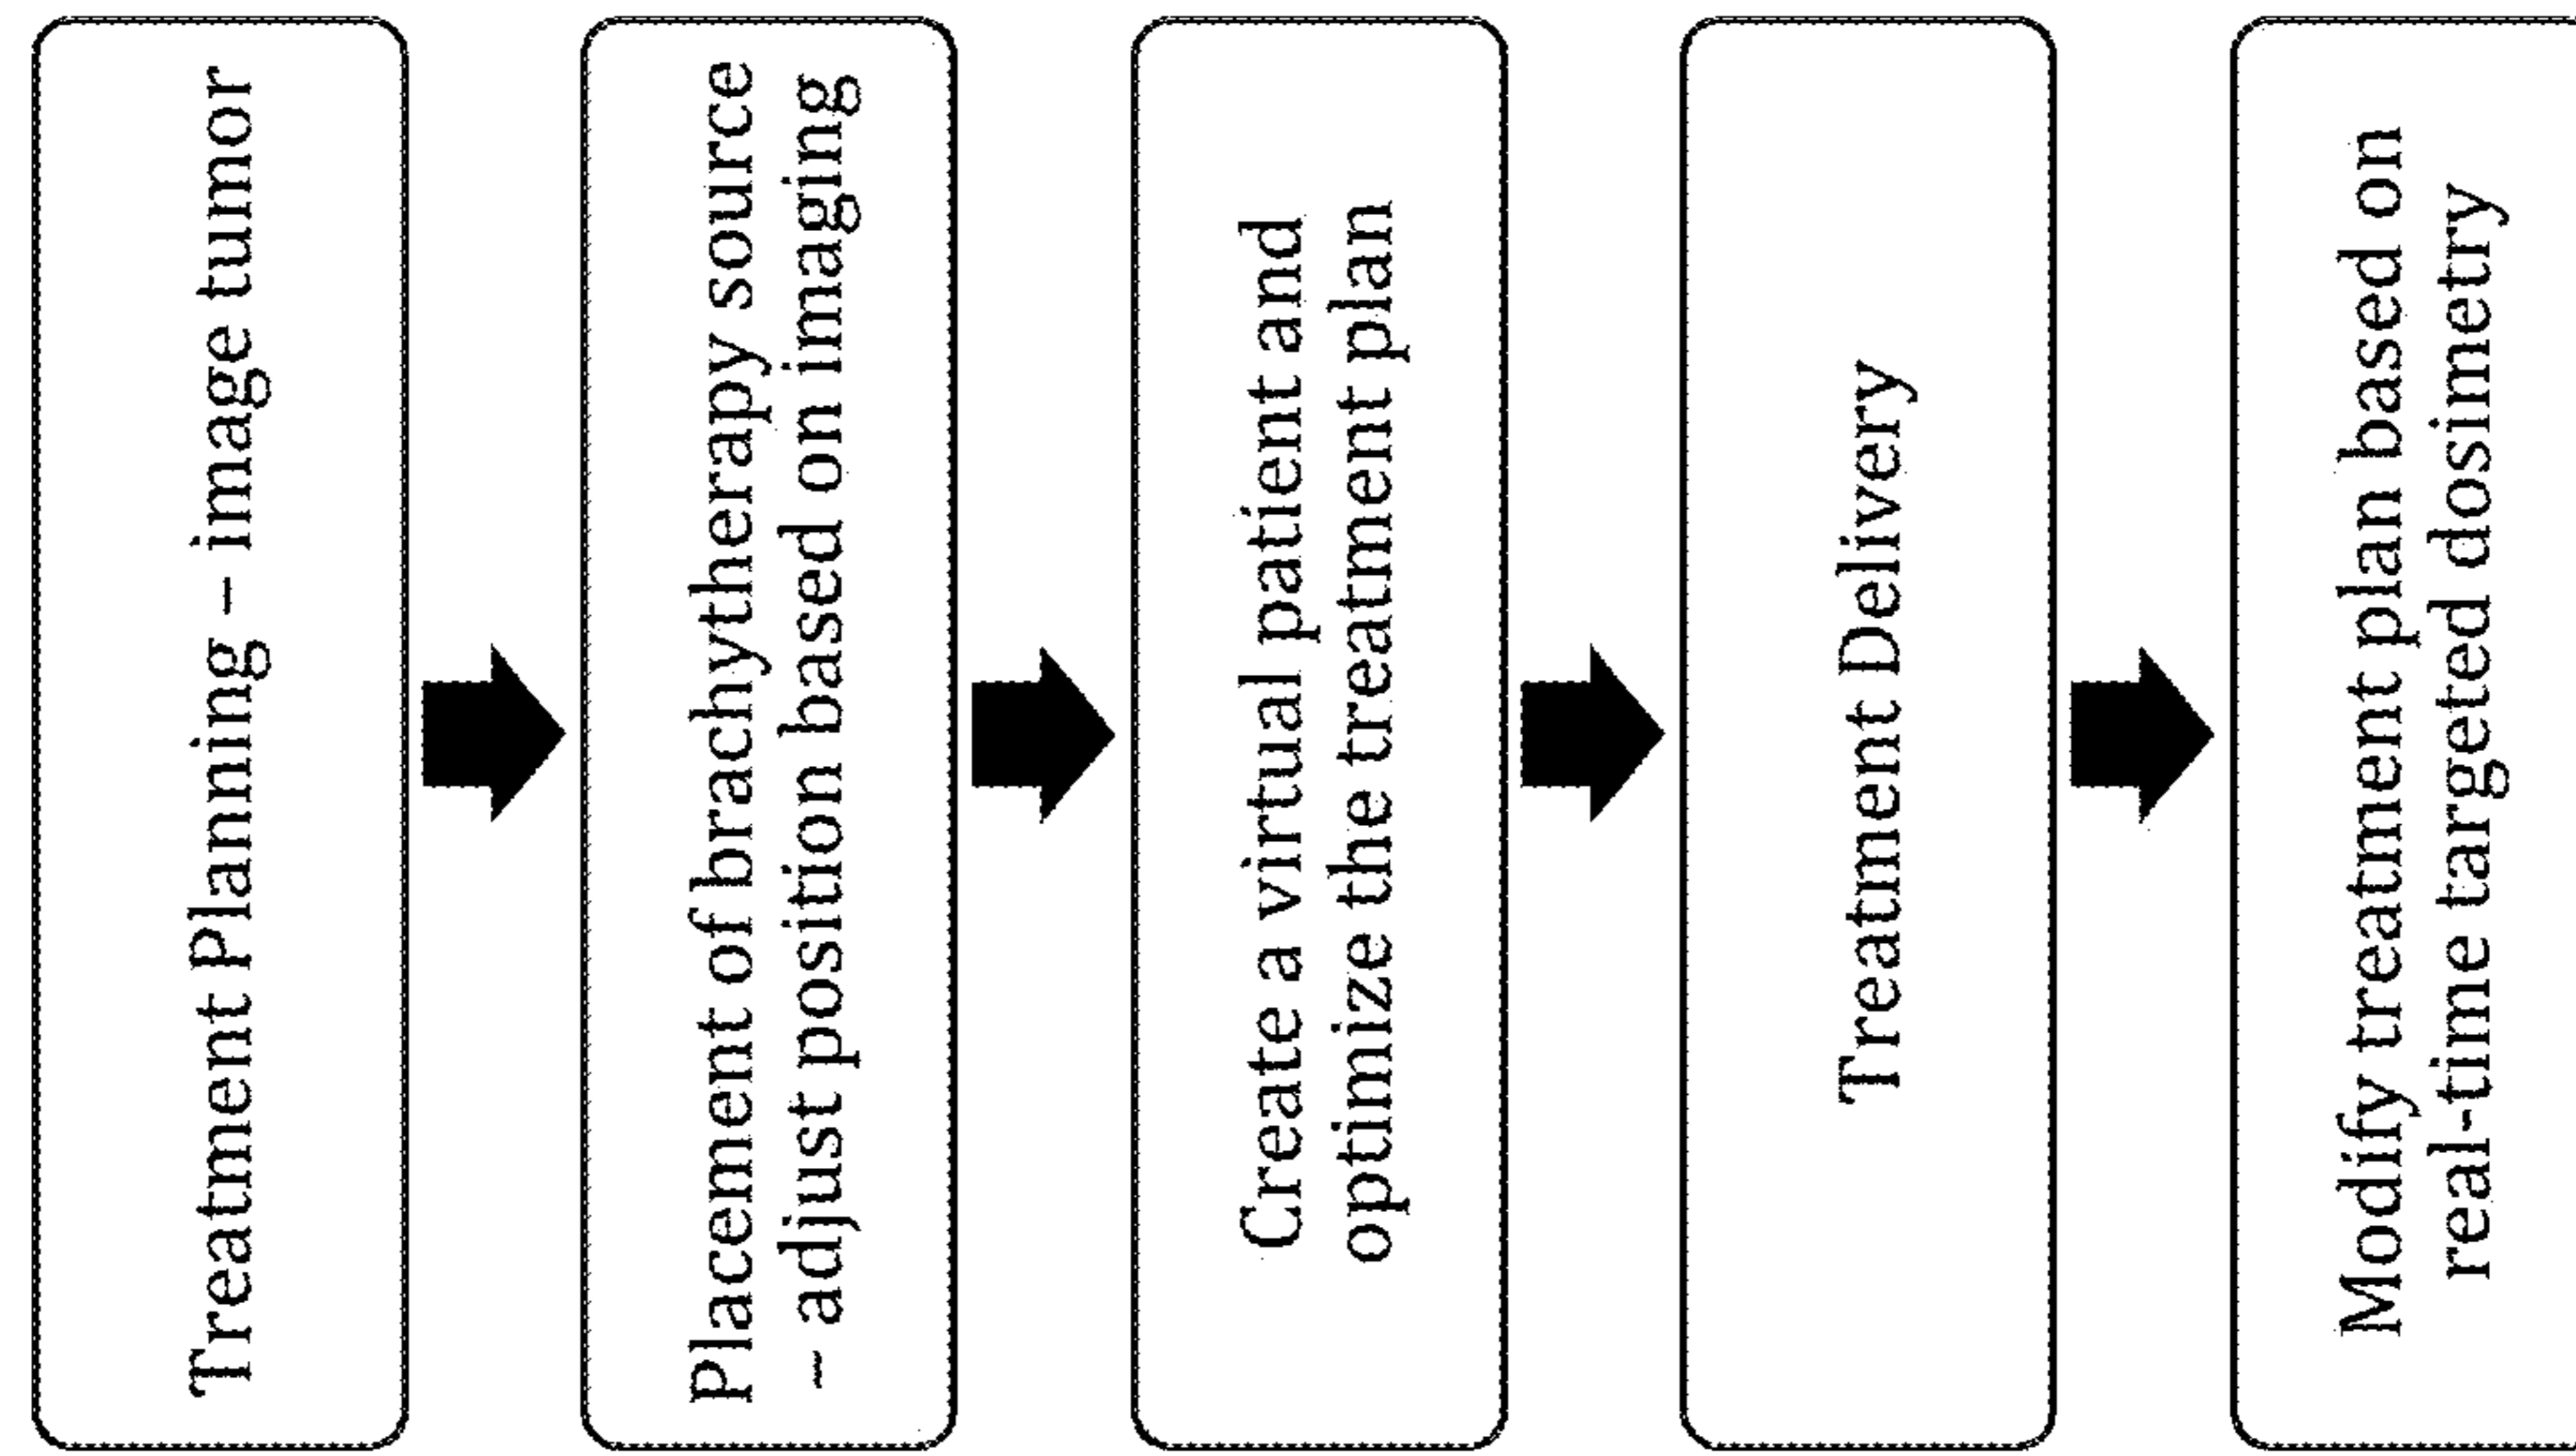 Treatment Planning – image tumor
Placement of brachytherapy source
– adjust position based on imaging
Create a virtual patient and
optimize the treatment plan
Treatment Delivery
Modify treatment plan based on
real-time targeted dosimetry